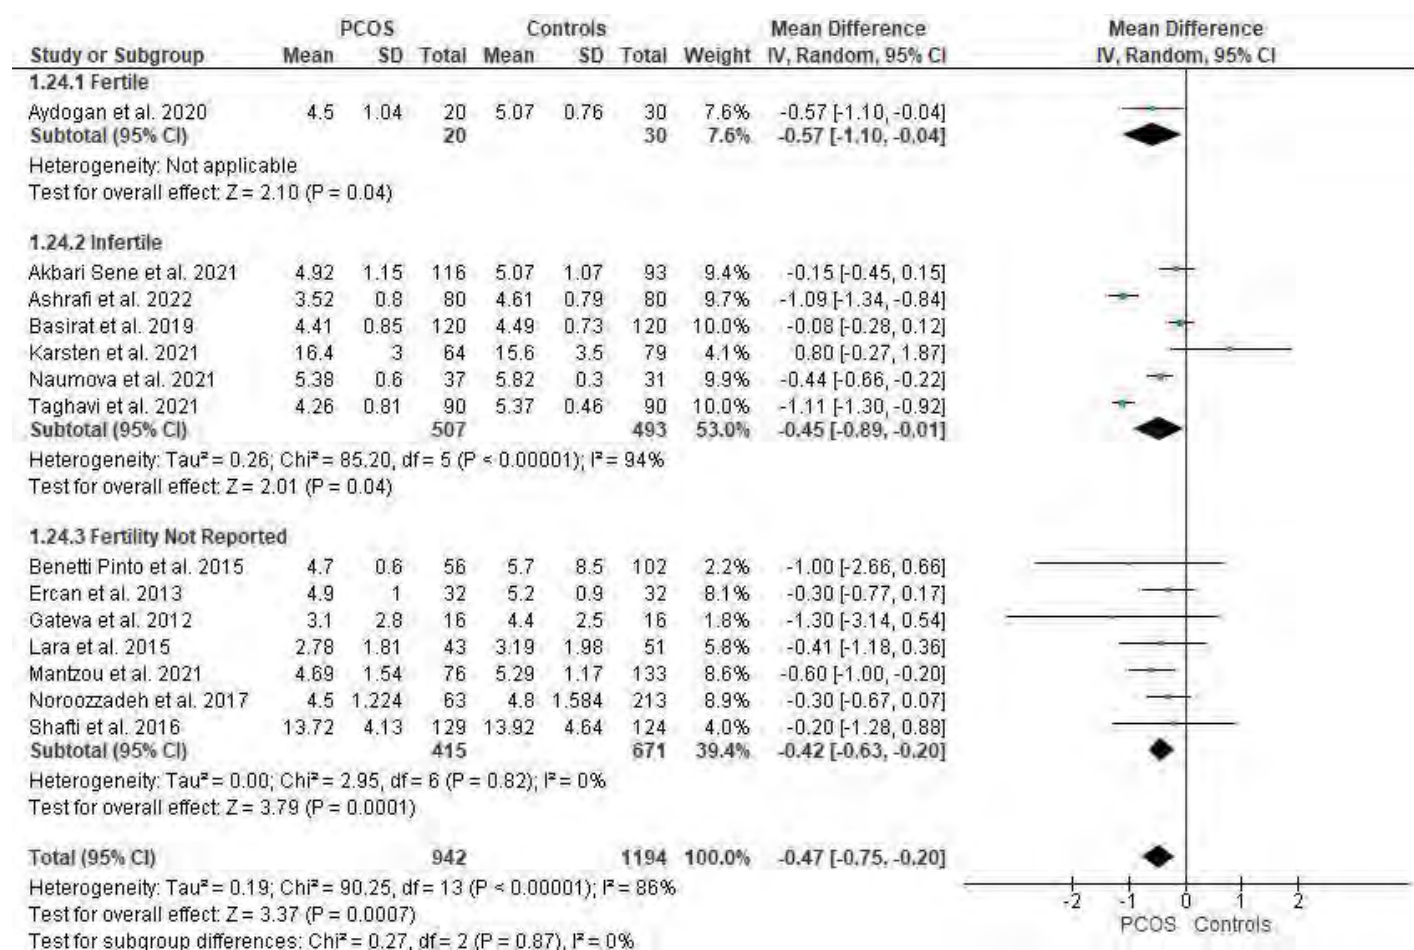 PCOS Controls Mean Difference Mean Difference
Study or Subgroup Mean SD Total Mean SD Total Weight IV, Random, 95% CI IV, Random, 95% CI
1.24.1 Fertile
Aydogan et al. 2020 4.5 1.04 20 5.07 0.76 30 7.6% -0.57 [-1.10, -0.04]
Subtotal (95% CI) 20 30 7.6% -0.57 [-1.10, -0.04]
Heterogeneity: Not applicable
Test for overall effect: Z = 2.10 (P = 0.04)
1.24.2 Infertile
Akbari Sene et al. 2021 4.92 1.15 116 5.07 1.07 93 9.4% -0.15 [-0.45, 0.15]
Ashrafi et al. 2022 3.52 0.8 80 4.61 0.79 80 9.7% -1.09 [-1.34, -0.84]
Basirat et al. 2019 4.41 0.85 120 4.49 0.73 120 10.0% -0.08 [-0.28, 0.12]
Karsten et al. 2021 16.4 3 64 15.6 3.5 79 4.1% 0.80 [-0.27, 1.87]
Naumova et al. 2021 5.38 0.6 37 5.82 0.3 31 9.9% -0.44 [-0.66, -0.22]
Taghavi et al. 2021 4.26 0.81 90 5.37 0.46 90 10.0% -1.11 [-1.30, -0.92]
Subtotal (95% CI) 507 493 53.0% -0.45 [-0.89, -0.01]
Heterogeneity: Tau² = 0.26; Chi² = 85.20, df = 5 (P < 0.00001); I² = 94%
Test for overall effect: Z = 2.01 (P = 0.04)
1.24.3 Fertility Not Reported
Benetti Pinto et al. 2015 4.7 0.6 56 5.7 8.5 102 2.2% -1.00 [-2.66, 0.66]
Ercan et al. 2013 4.9 1 32 5.2 0.9 32 8.1% -0.30 [-0.77, 0.17]
Gateva et al. 2012 3.1 2.8 16 4.4 2.5 16 1.8% -1.30 [-3.14, 0.54]
Lara et al. 2015 2.78 1.81 43 3.19 1.98 51 5.8% -0.41 [-1.18, 0.36]
Mantzou et al. 2021 4.69 1.54 76 5.29 1.17 133 8.6% -0.60 [-1.00, -0.20]
Noroozzadeh et al. 2017 4.5 1.224 63 4.8 1.584 213 8.9% -0.30 [-0.67, 0.07]
Shafti et al. 2016 13.72 4.13 129 13.92 4.64 124 4.0% -0.20 [-1.28, 0.88]
Subtotal (95% CI) 415 671 39.4% -0.42 [-0.63, -0.20]
Heterogeneity: Tau² = 0.00; Chi² = 2.95, df = 6 (P = 0.82); I² = 0%
Test for overall effect: Z = 3.79 (P = 0.0001)
Total (95% CI) 942 1194 100.0% -0.47 [-0.75, -0.20]
Heterogeneity: Tau² = 0.19; Chi² = 90.25, df = 13 (P < 0.00001); I² = 86%
Test for overall effect: Z = 3.37 (P = 0.0007)
Test for subgroup differences: Chi² = 0.27, df = 2 (P = 0.87), I² = 0%
-2 -1 0 1 2
PCOS Controls